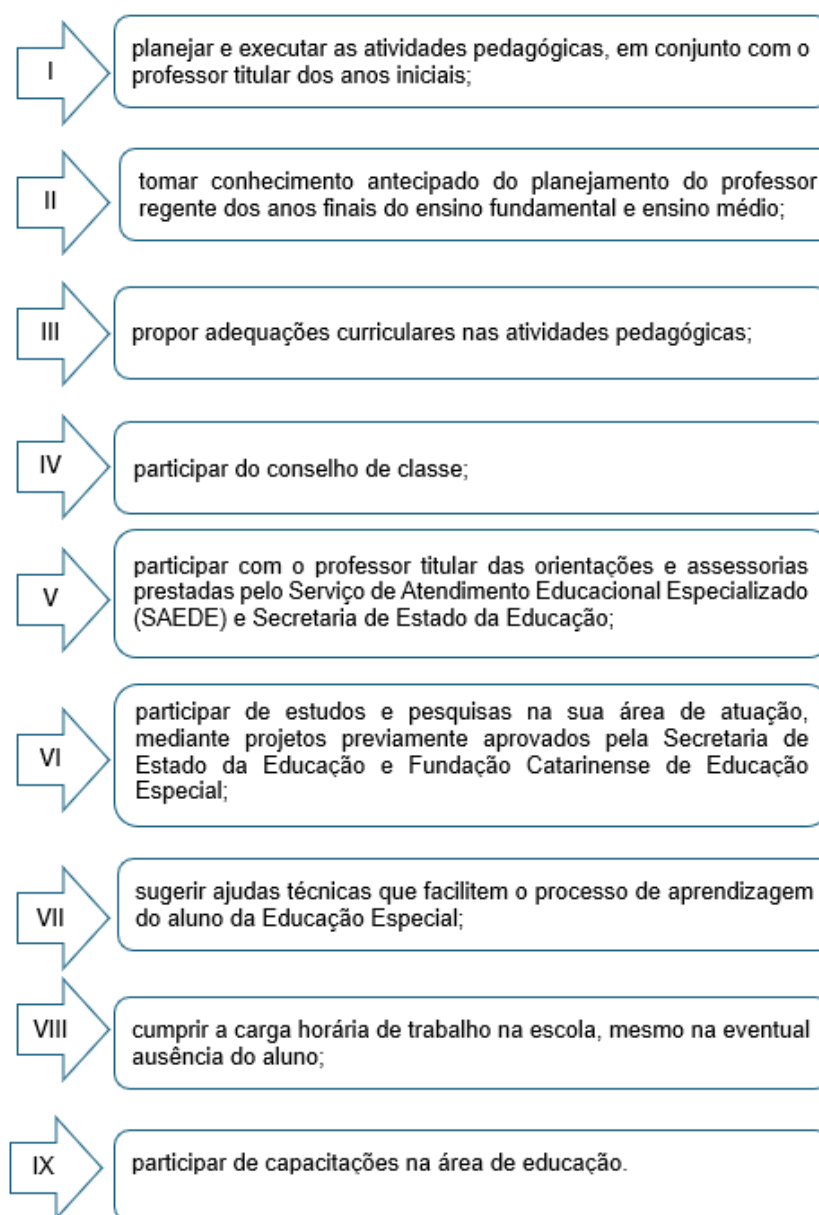 I
planejar e executar as atividades pedagógicas, em conjunto com o
professor titular dos anos iniciais;
II
tomar conhecimento antecipado do planejamento do professor
regente dos anos finais do ensino fundamental e ensino médio;
III
propor adequações curriculares nas atividades pedagógicas;
IV
participar do conselho de classe;
V
participar com o professor titular das orientações e assessorias
prestadas pelo Serviço de Atendimento Educacional Especializado
(SAEDE) e Secretaria de Estado da Educação;
VI
participar de estudos e pesquisas na sua área de atuação,
mediante projetos previamente aprovados pela Secretaria de
Estado da Educação e Fundação Catarinense de Educação
Especial;
VII
sugerir ajudas técnicas que facilitem o processo de aprendizagem
do aluno da Educação Especial;
VIII
cumprir a carga horária de trabalho na escola, mesmo na eventual
ausência do aluno;
IX
participar de capacitações na área de educação.